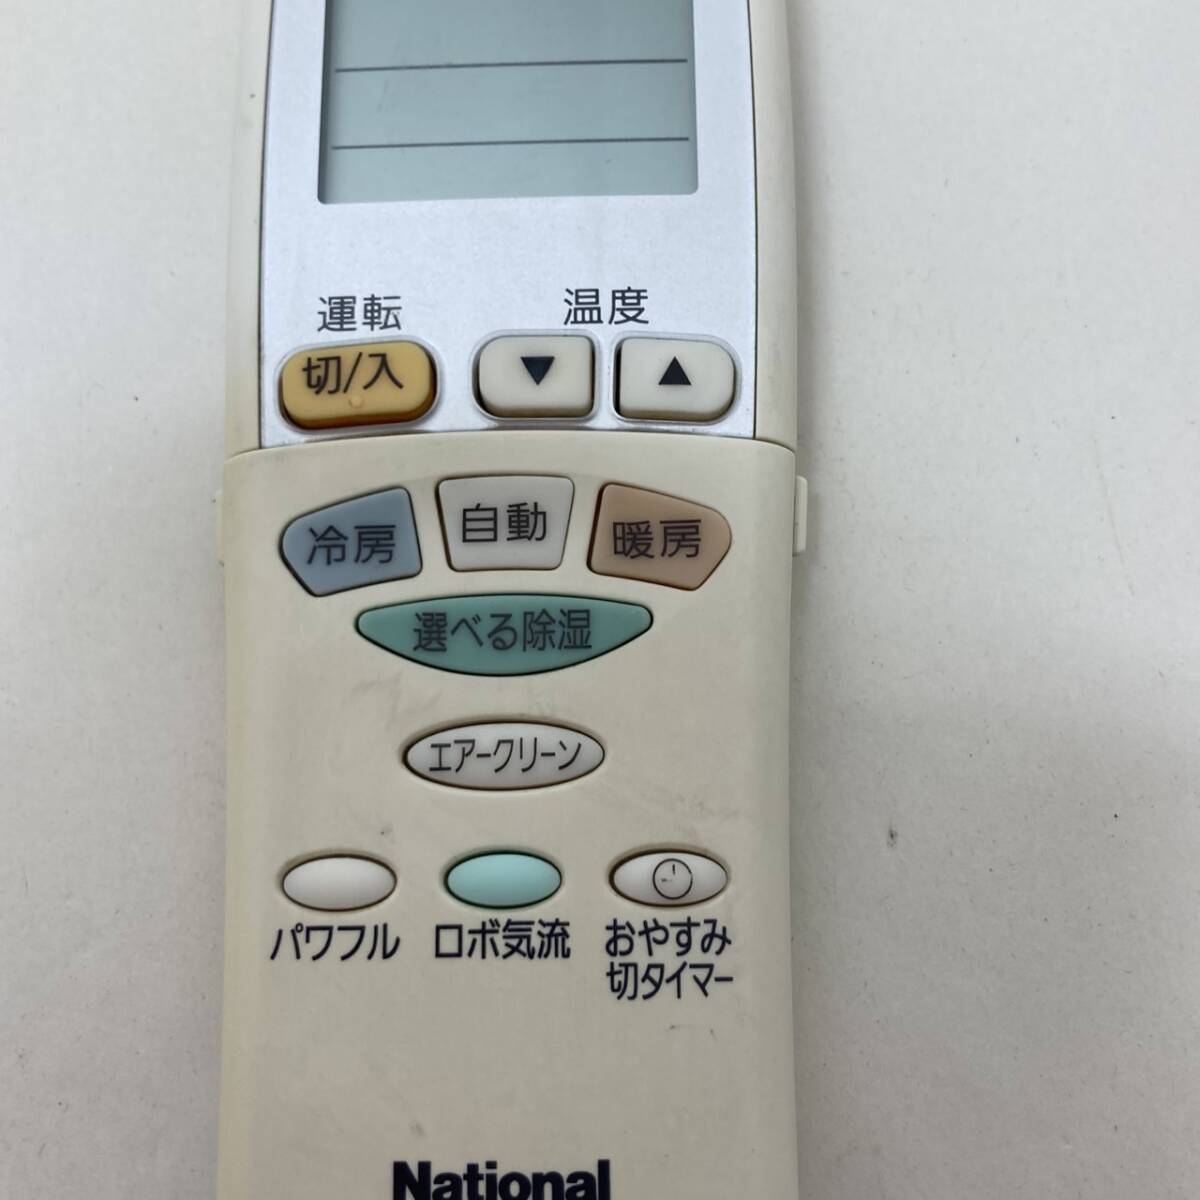 運転 温度
切/入 ▼ ▲
冷房 自動 暖房
選べる除湿
エアークリーン
パワフル ロボ気流 おやすみ
切タイマー
National